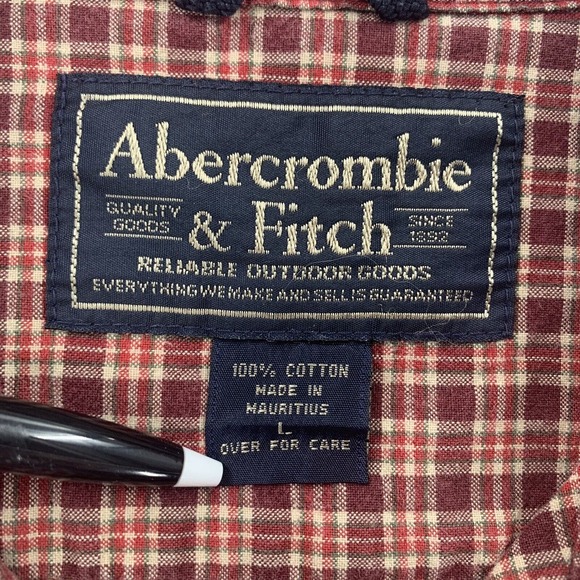 Abercrombie
QUALITY GOODS & Fitch SINCE 1892
RELIABLE OUTDOOR GOODS
EVERYTHING WE MAKE AND SELL IS GUARANTEED
100% COTTON
MADE IN
MAURITIUS
L
OVER FOR CARE